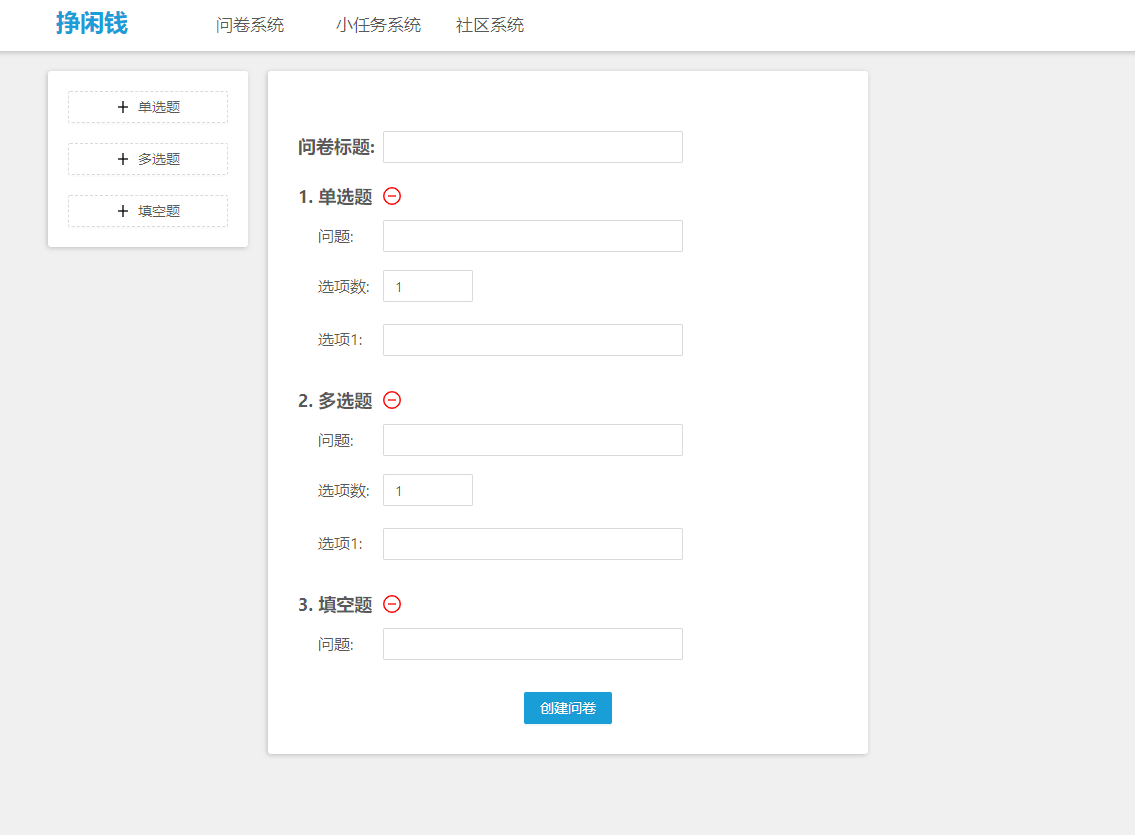 挣闲钱 问卷系统 小任务系统 社区系统
+ 单选题
+ 多选题
+ 填空题
问卷标题:
1. 单选题
问题:
选项数: 1
选项1:
2. 多选题
问题:
选项数: 1
选项1:
3. 填空题
问题:
创建问卷